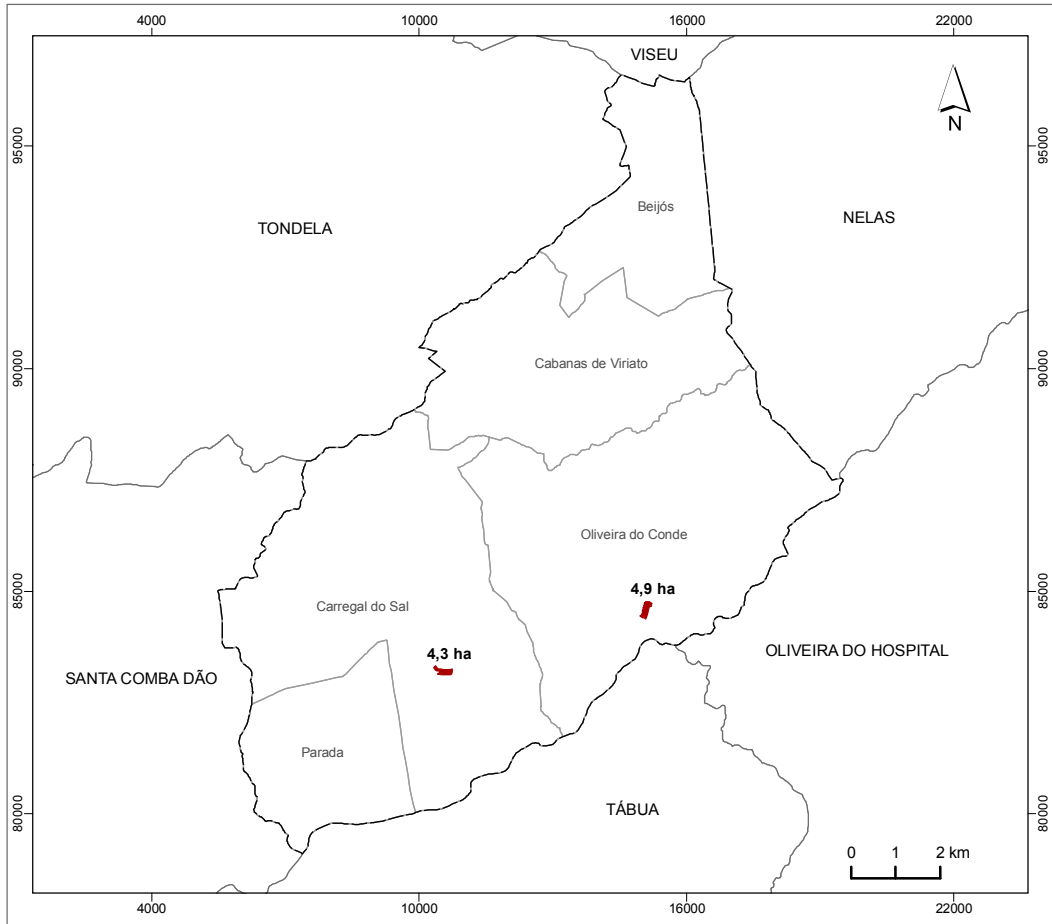 4000
10000
16000
22000
VISEU
N
95000
95000
Beijós
NELAS
TONDELA
Cabanas de Viriato
90000
90000
Oliveira do Conde
4,9 ha
85000
85000
Carregal do Sal
4,3 ha
OLIVEIRA DO HOSPITAL
SANTA COMBA DÃO
Parada
TÁBUA
80000
80000
0 1 2 km
4000
10000
16000
22000